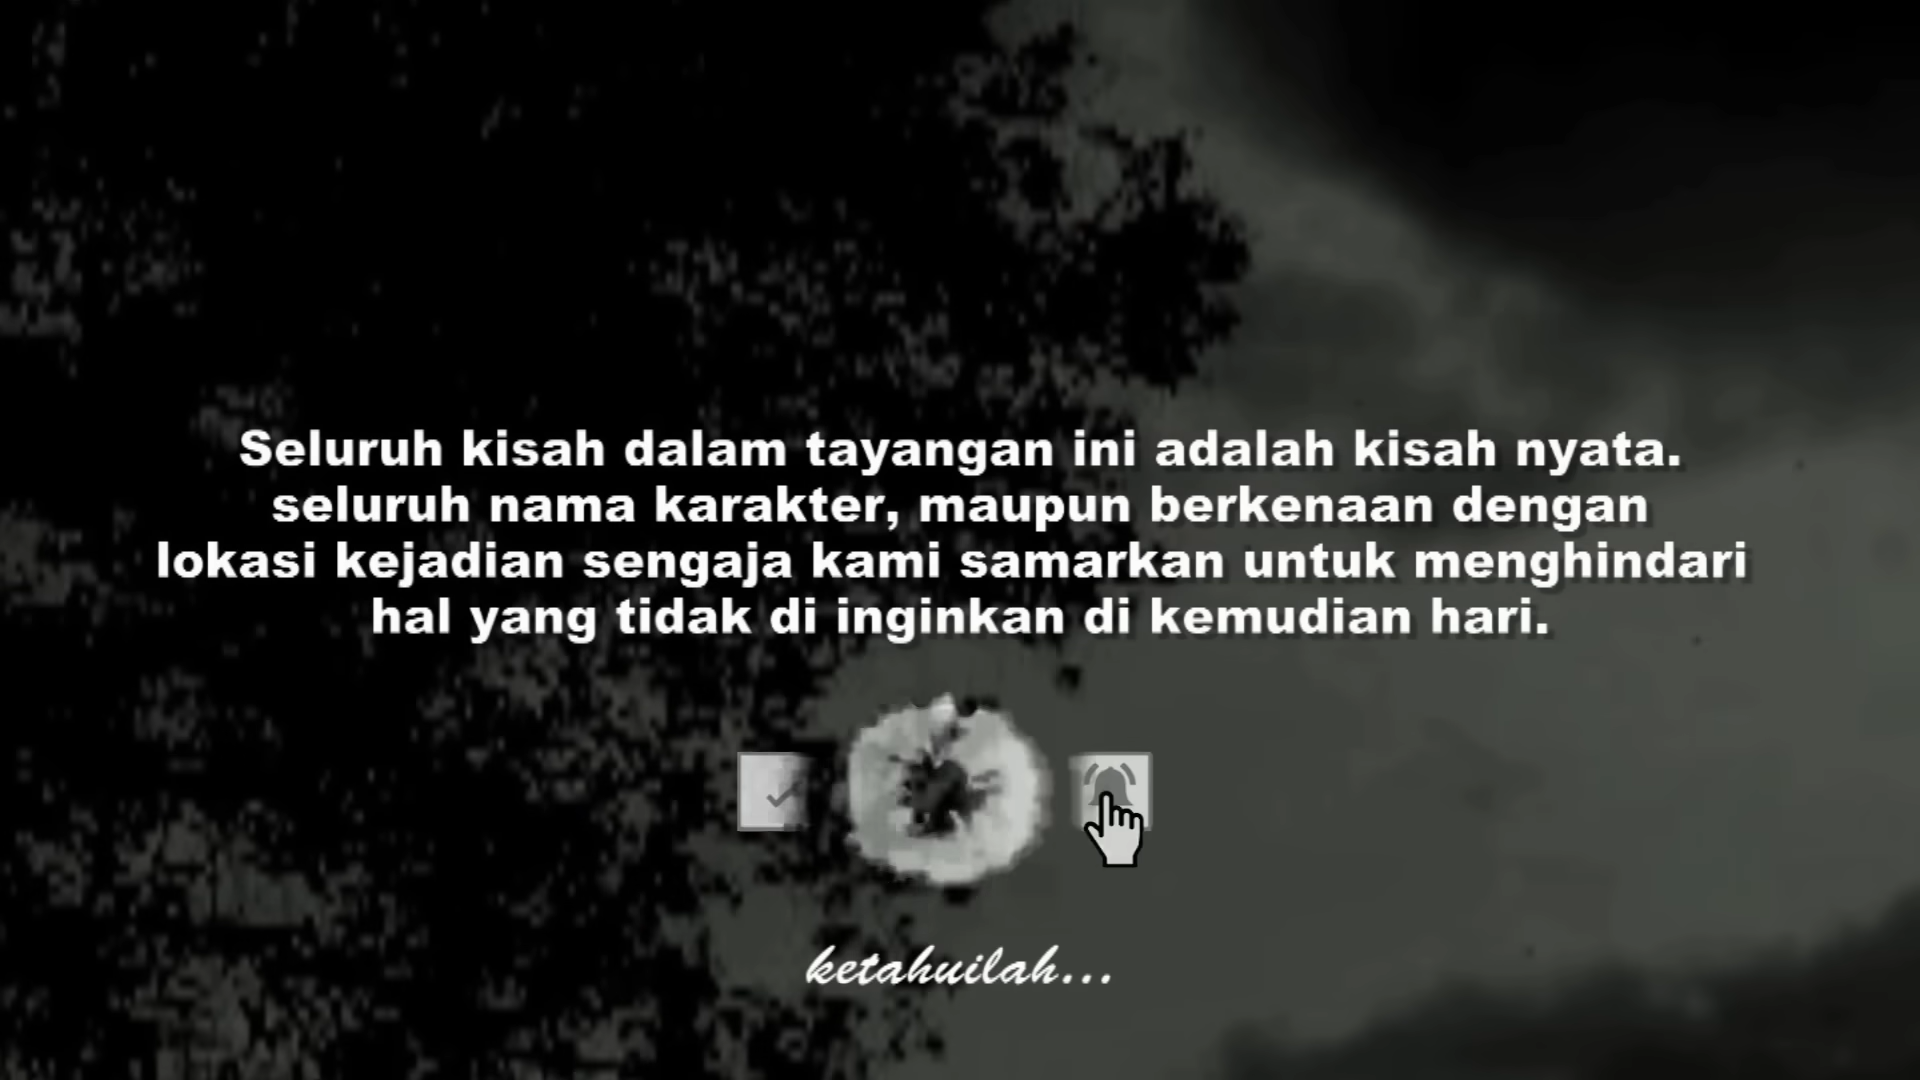 Seluruh kisah dalam tayangan ini adalah kisah nyata.
seluruh nama karakter, maupun berkenaan dengan
lokasi kejadian sengaja kami samarkan untuk menghindari
hal yang tidak di inginkan di kemudian hari.
ketahuilah...